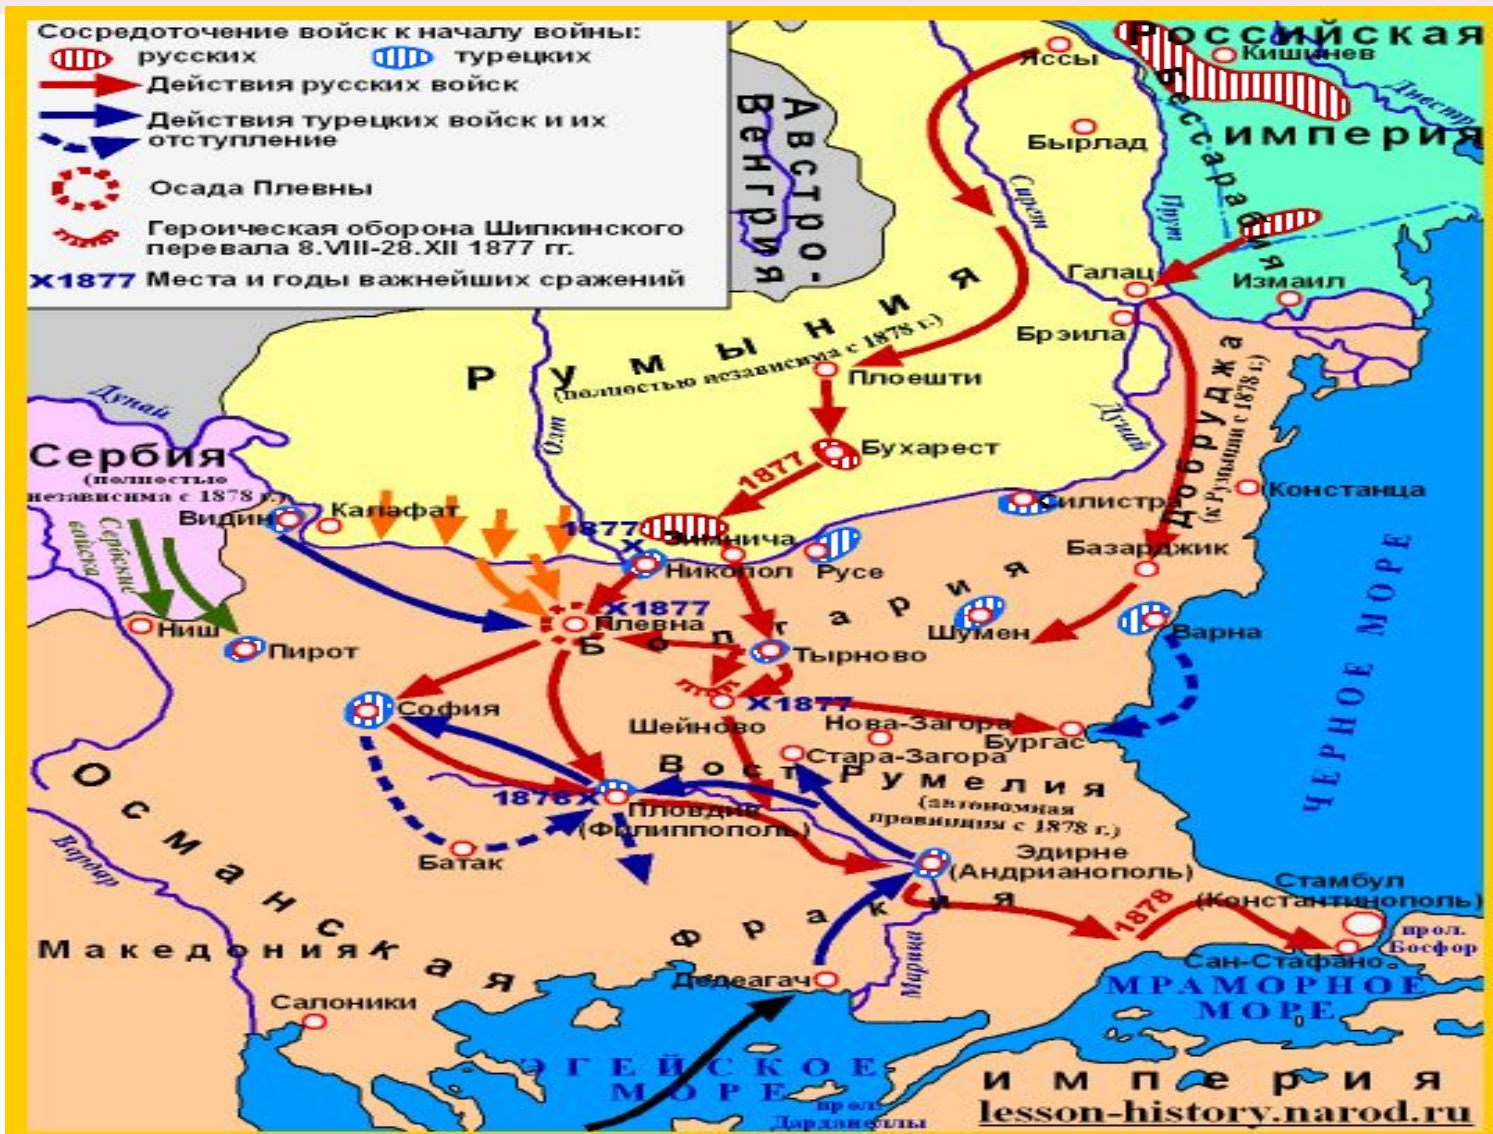 Сосредоточение войск к началу войны:
русских
турецких
Действия русских войск
Действия турецких войск и их
отступление
Осада Плевны
Героическая оборона Шипкинского
перевала 8.VIII-28.XII 1877 гг.
X1877 Места и годы важнейших сражений
Российская
империя
Бессарабия
Кишинев
Днестр
Яссы
Бырлад
Австро-
Венгрия
Сирет
Прут
Галац
Измаил
Брэила
Румыния
(полностью независима с 1878 г.)
Плоешти
Дунай
Олт
Дунай
Добруджа
(к Румынии с 1878 г.)
Сербия
(полностью
независима с 1878 г.)
Бухарест
1877
Силистра
Констанца
Видин
Калафат
Сербские
войска
1877
X
Зимнича
Никопол
Русе
Базарджик
X1877
Плевна
Болгария
Шумен
Варна
Ниш
Пирот
Тырново
ЧЕРНОЕ МОРЕ
София
X1877
Шейново
Нова-Загора
Бургас
Стара-Загора
Вост Румелия
(автономная
провинция с 1878 г.)
1878 X
Пловдив
(Филиппополь)
Батак
Вардар
Эдирне
(Андрианополь)
Стамбул
(Константинополь)
1878
прол.
Босфор
Фракия
Османская
Македония
Марица
Сан-Стафано
Дедеагач
МРАМОРНОЕ
МОРЕ
Салоники
ЭГЕЙСКОЕ
МОРЕ
прол.
Дарданеллы
империя
lesson-history.narod.ru